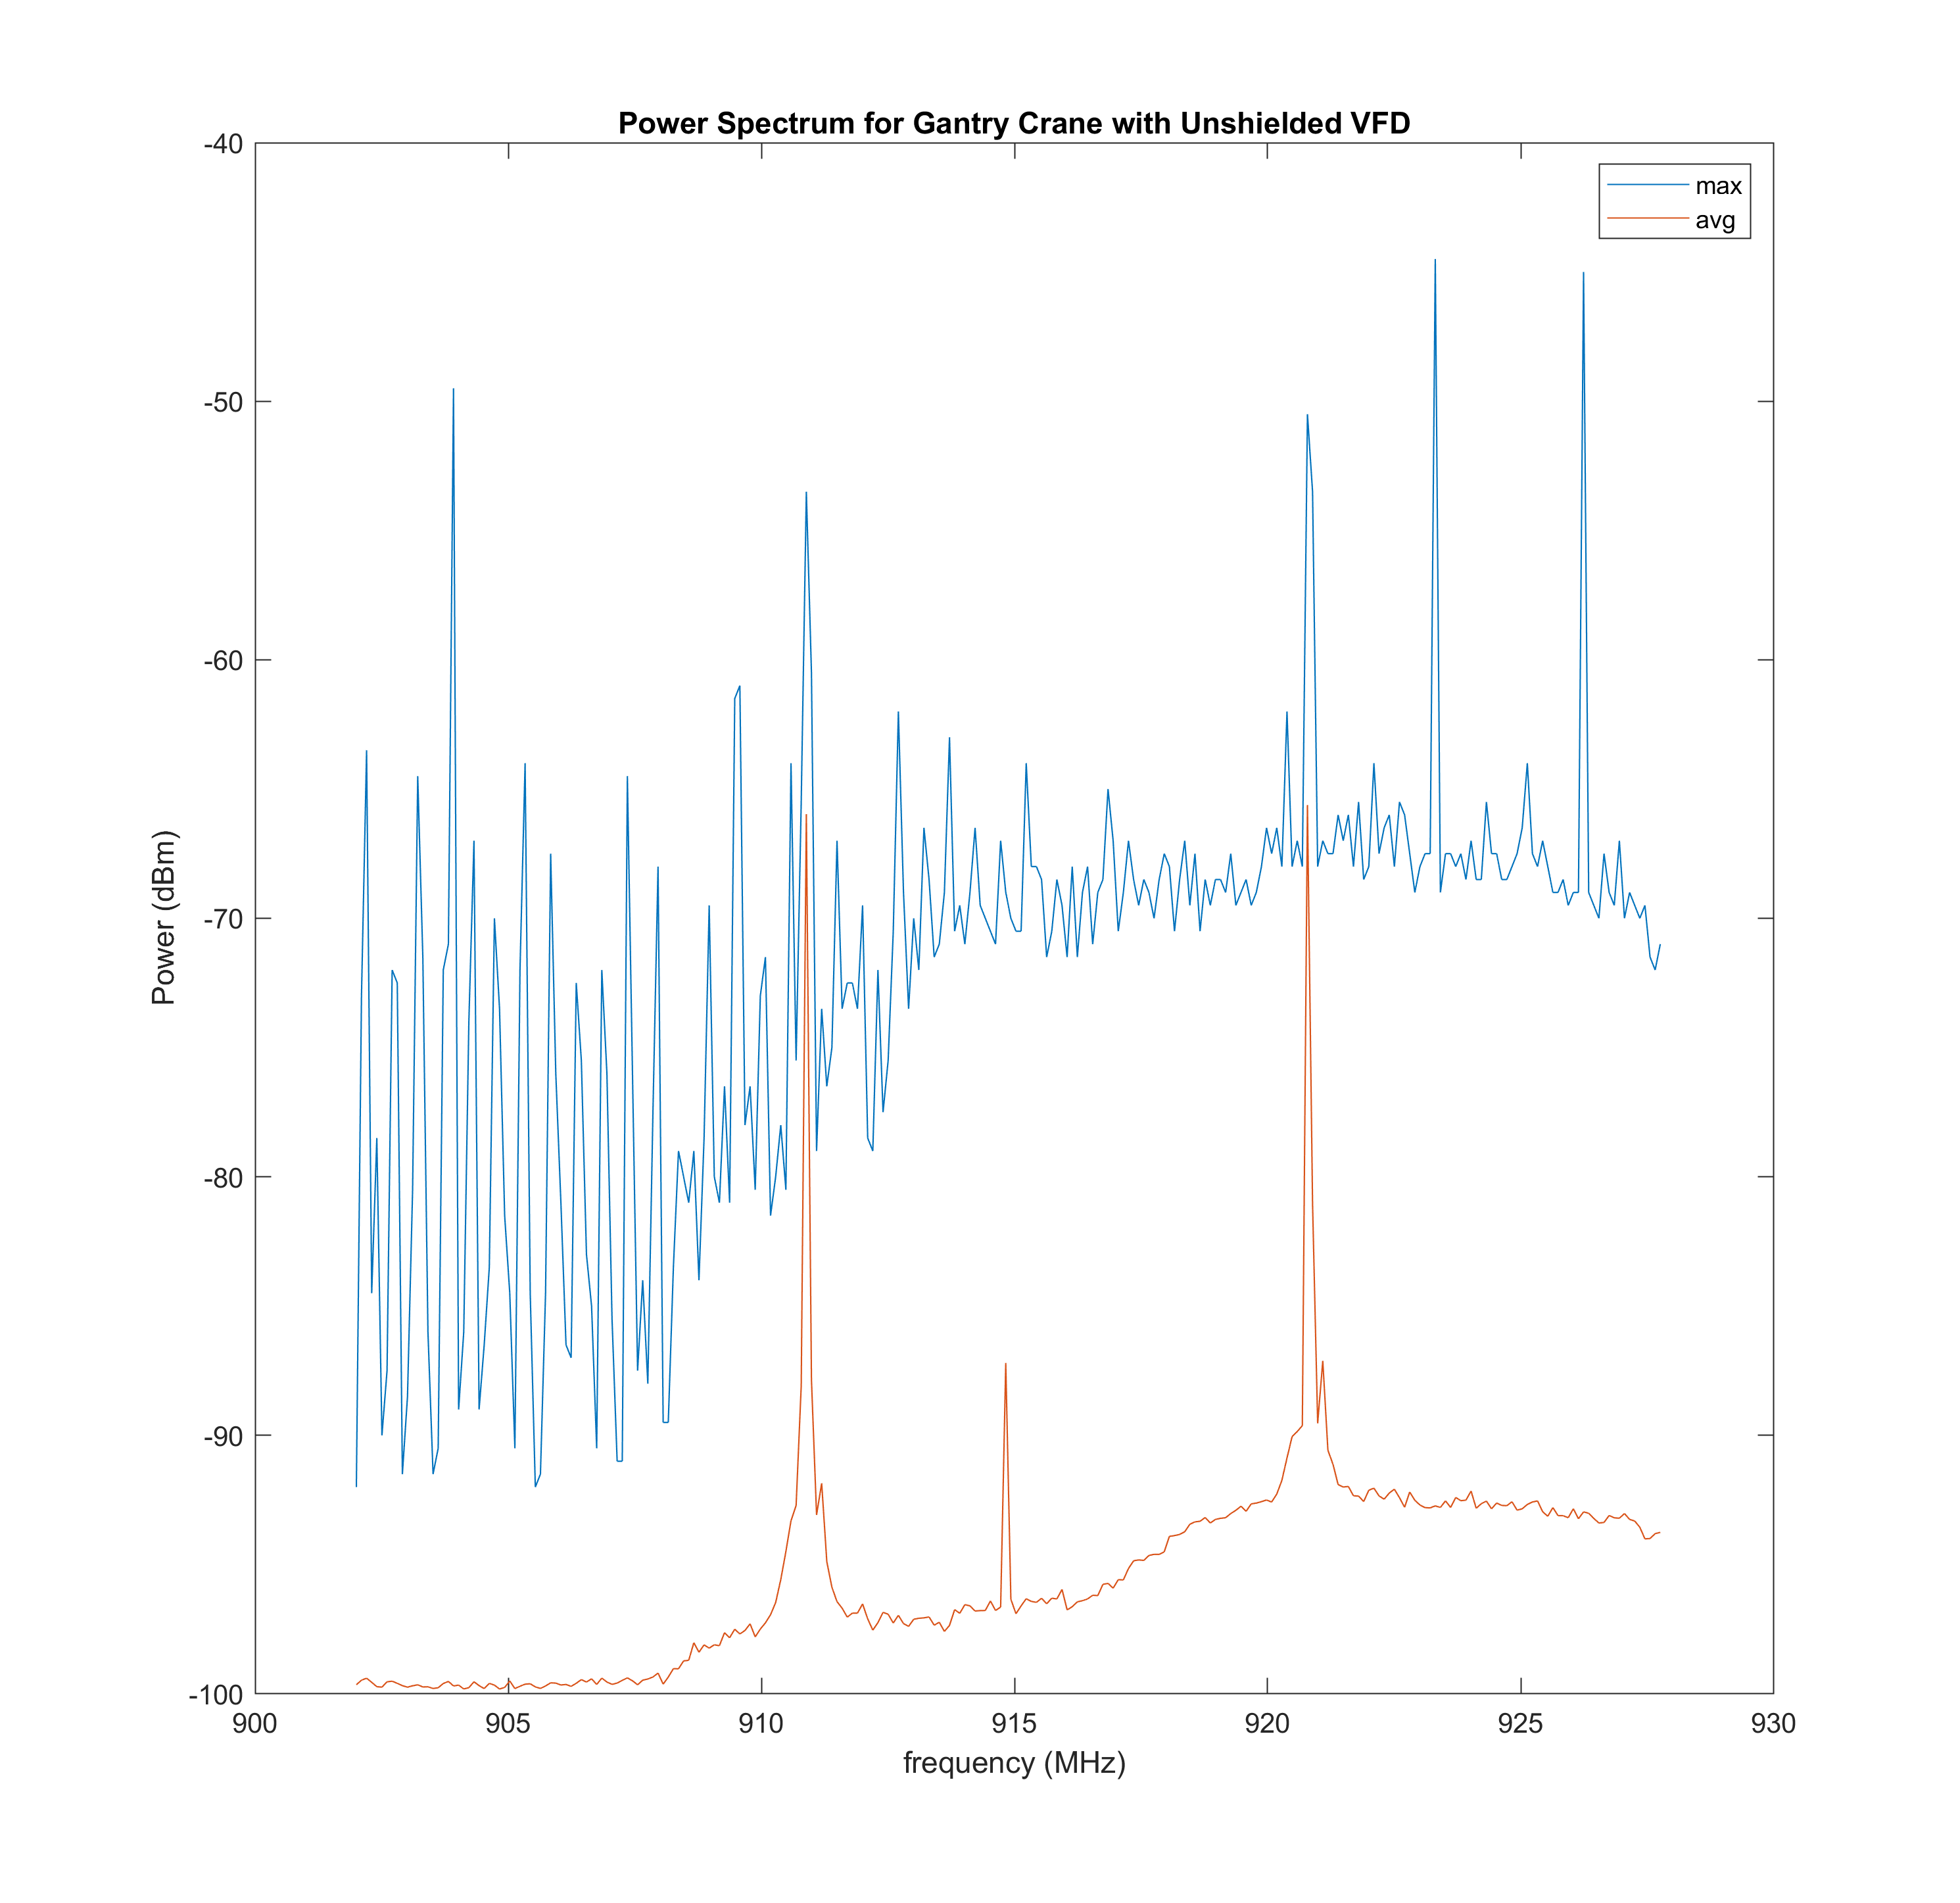 Power Spectrum for Gantry Crane with Unshielded VFD
-40
max
avg
-50
-60
-70
Power (dBm)
-80
-90
-100
900 905 910 915 920 925 930
frequency (MHz)